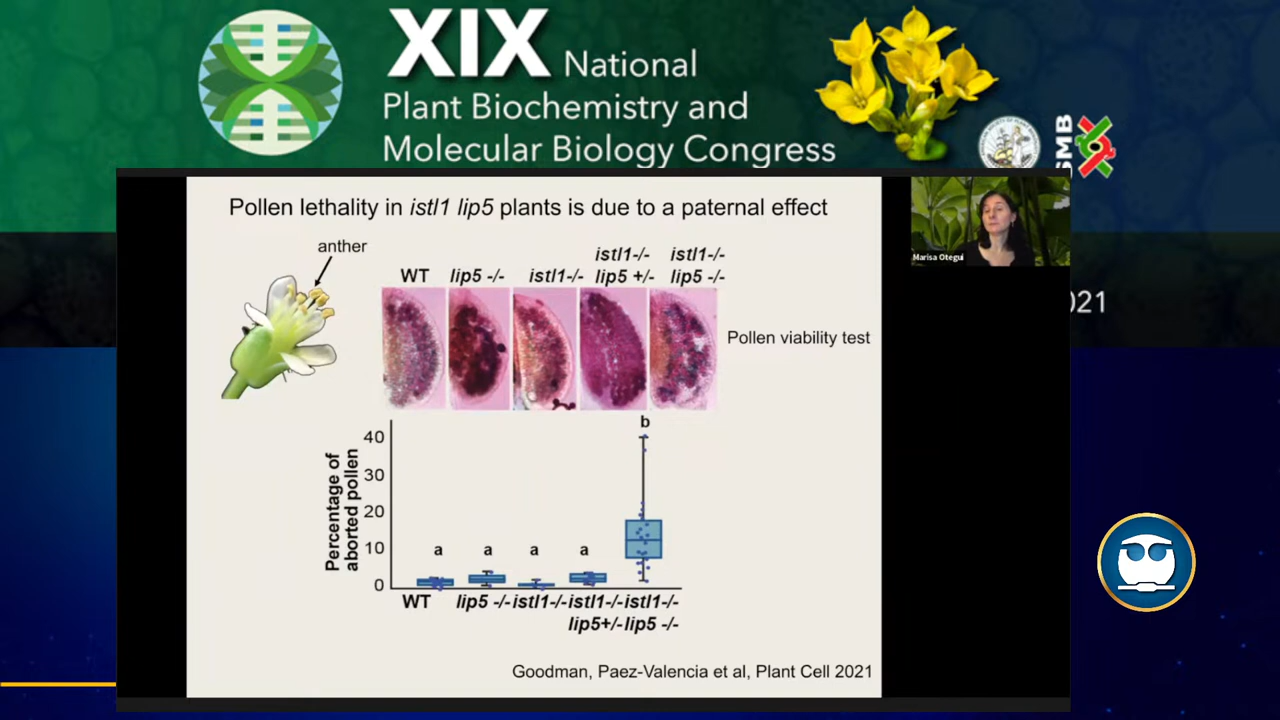 XIX National
Plant Biochemistry and
Molecular Biology Congress
SMB
Pollen lethality in istl1 lip5 plants is due to a paternal effect
Marisa Otegui
anther
WT
lip5 -/-
istl1-/-
istl1-/-
lip5 +/-
istl1-/-
lip5 -/-
Pollen viability test
021
Percentage of
aborted pollen
40
30
20
10
0
a
a
a
a
b
WT
lip5 -/-
istl1-/-
istl1-/-
lip5+/-
istl1-/-
lip5 -/-
Goodman, Paez-Valencia et al, Plant Cell 2021